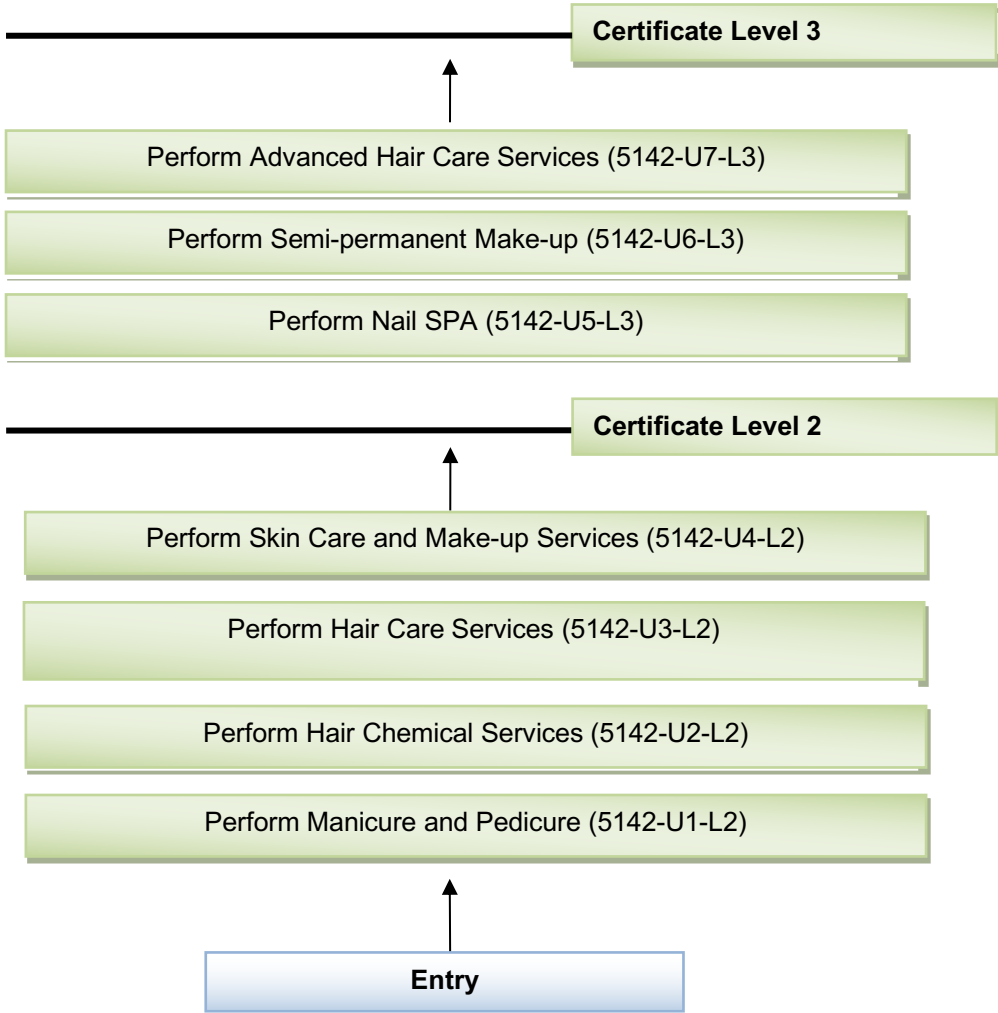 Certificate Level 3
Perform Advanced Hair Care Services (5142-U7-L3)
Perform Semi-permanent Make-up (5142-U6-L3)
Perform Nail SPA (5142-U5-L3)
Certificate Level 2
Perform Skin Care and Make-up Services (5142-U4-L2)
Perform Hair Care Services (5142-U3-L2)
Perform Hair Chemical Services (5142-U2-L2)
Perform Manicure and Pedicure (5142-U1-L2)
Entry